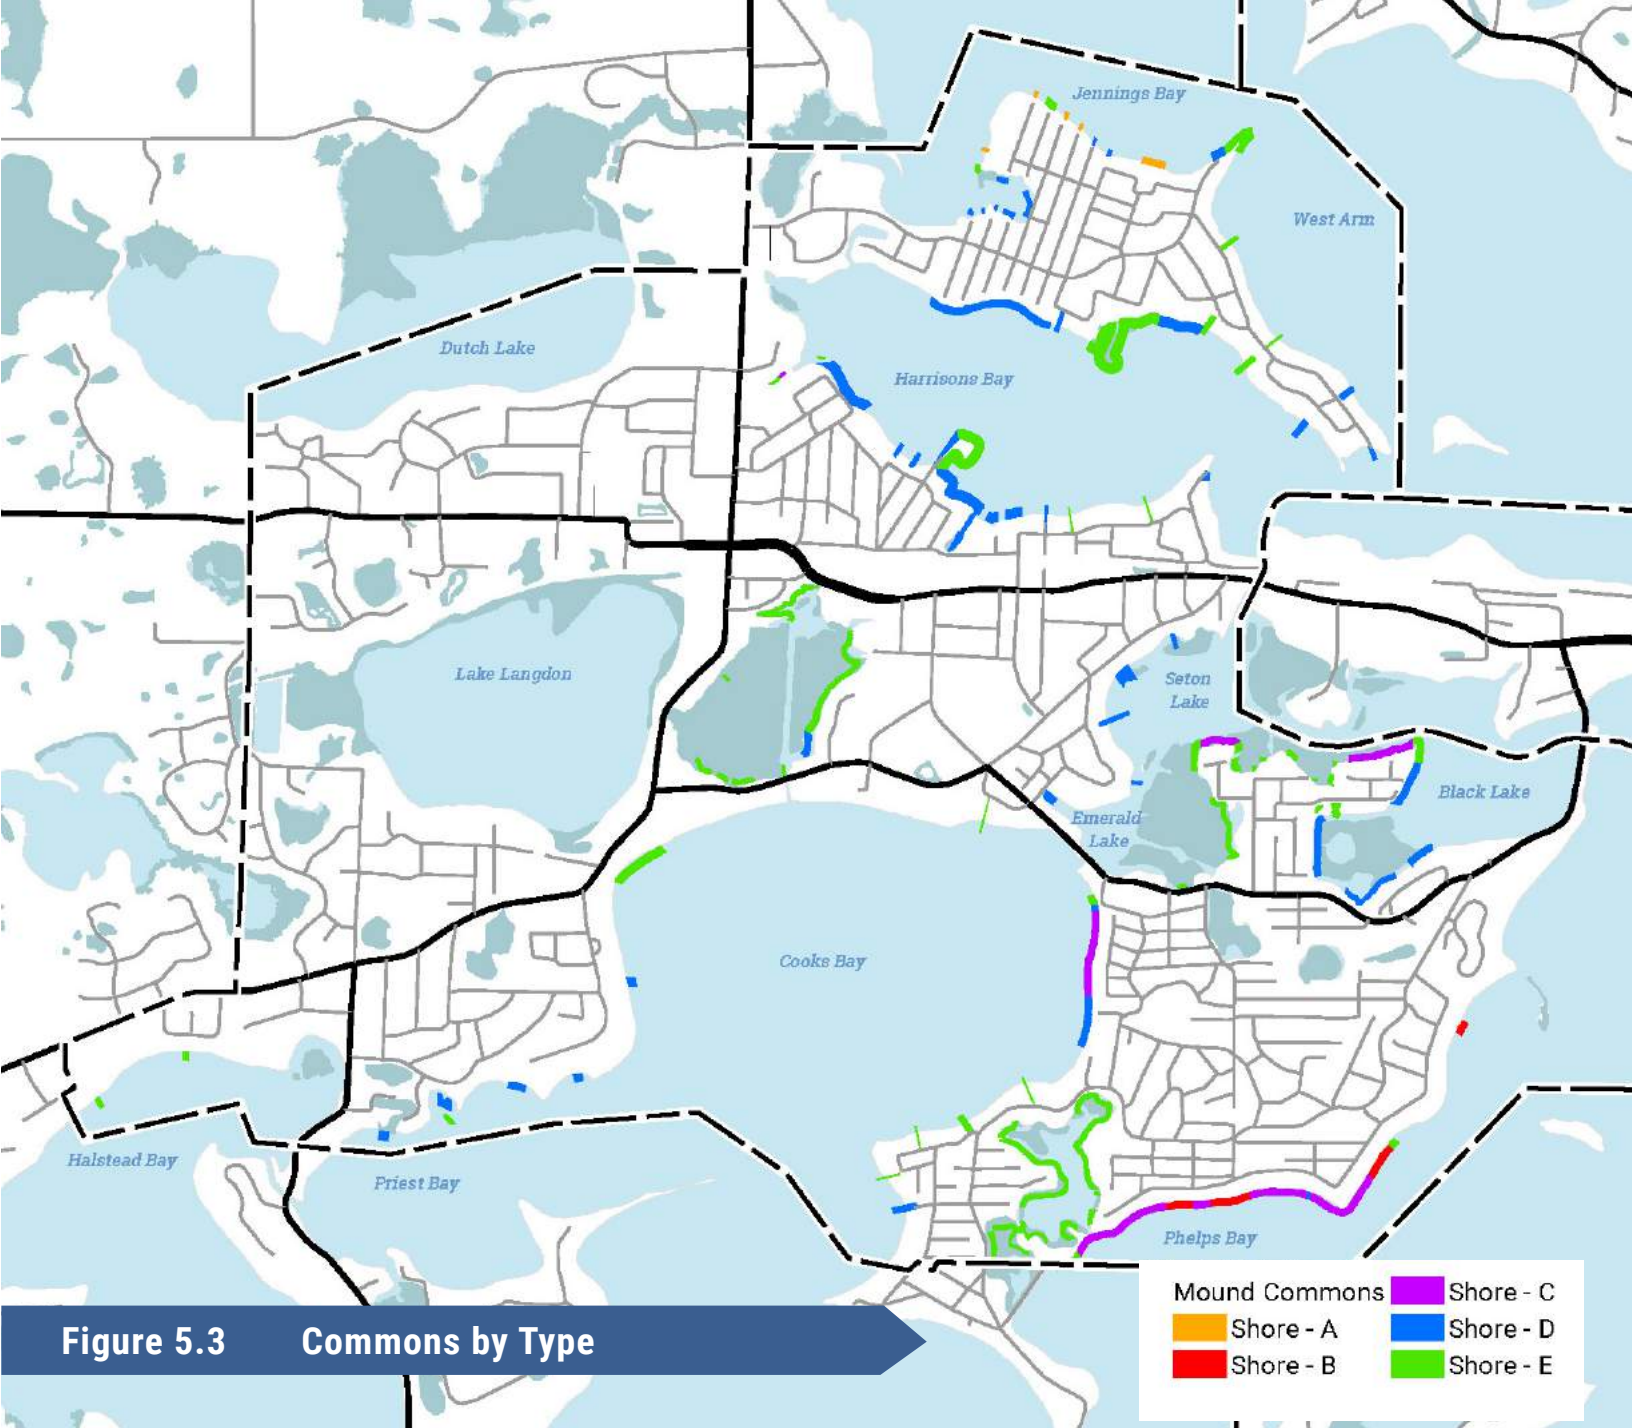 Jennings Bay
West Arm
Dutch Lake
Harrisons Bay
Lake Langdon
Seton
Lake
Black Lake
Emerald
Lake
Cooks Bay
Halstead Bay
Priest Bay
Phelps Bay
Mound Commons
Shore - A
Shore - B
Shore - C
Shore - D
Shore - E
Figure 5.3 Commons by Type